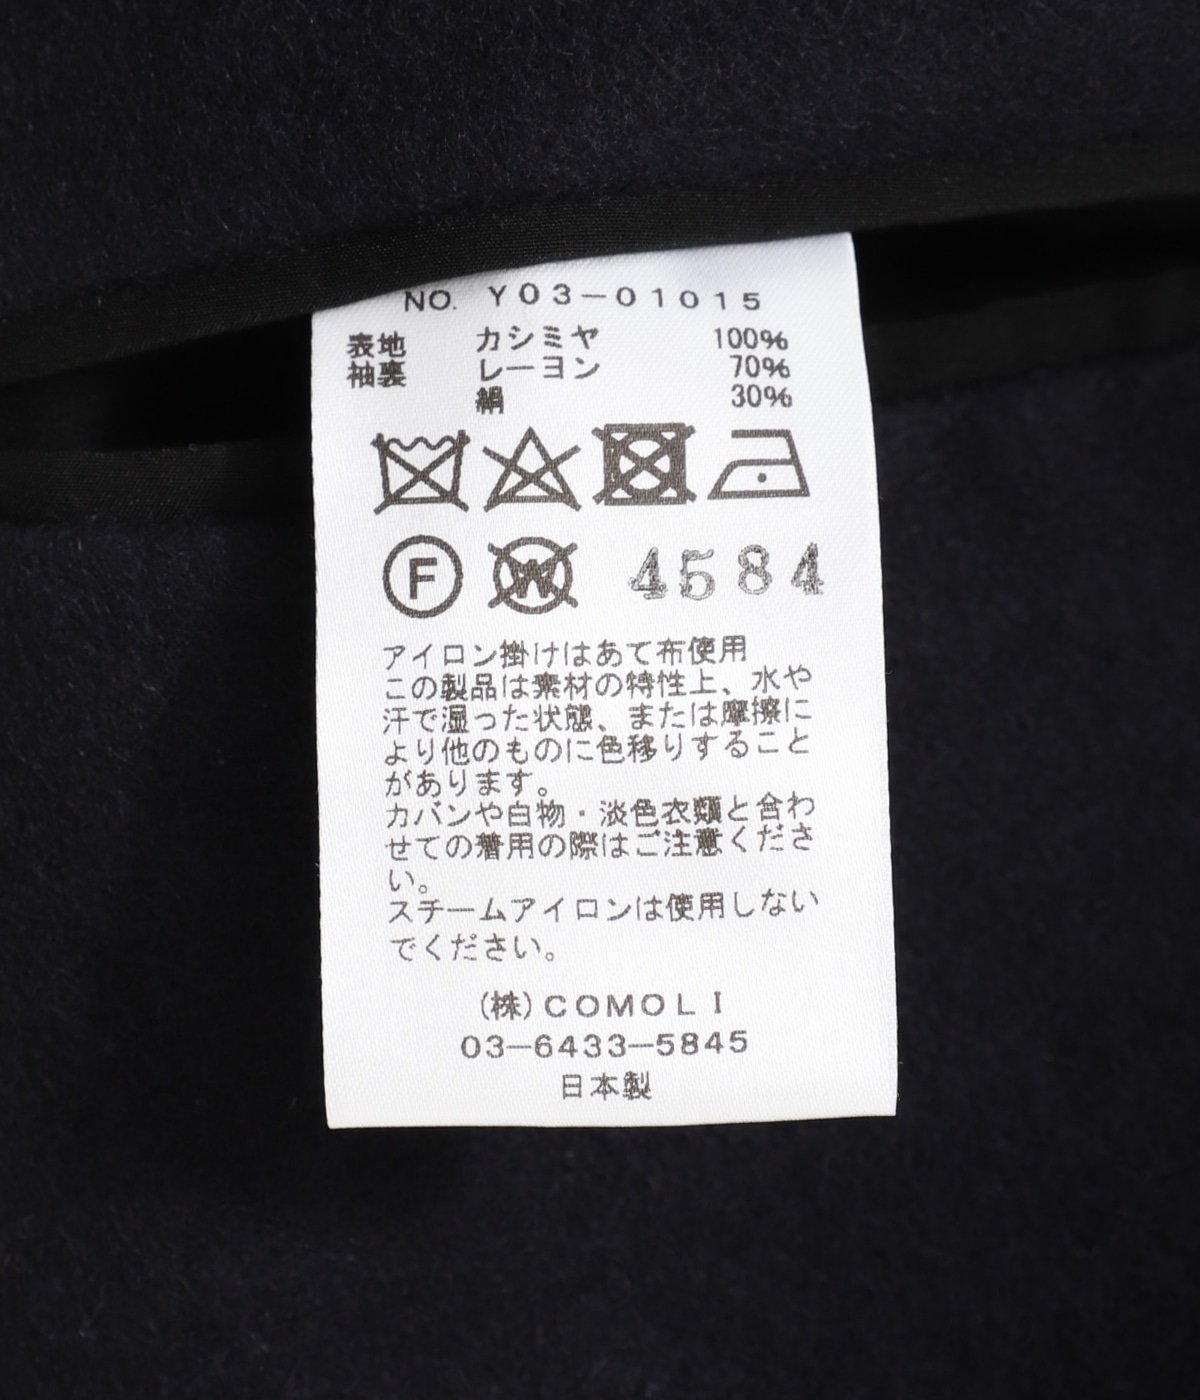 NO. Y03-01015
表地 カシミヤ 100%
袖裏 レーヨン 70%
絹 30%
F W 4584
アイロン掛けはあて布使用
この製品は素材の特性上、水や
汗で湿った状態、または摩擦に
より他のものに色移りすること
があります。
カバンや白物・淡色衣類と合わ
せての着用の際はご注意くださ
い。
スチームアイロンは使用しない
でください。
(株)COMOLI
03-6433-5845
日本製